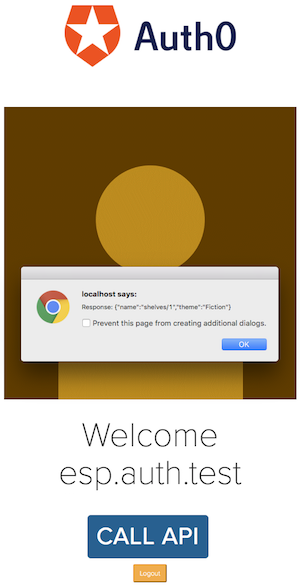 Auth0
localhost says:
Response: {"name":"shelves/1","theme":"Fiction"}
Prevent this page from creating additional dialogs.
OK
Welcome
esp.auth.test
CALL API
Logout